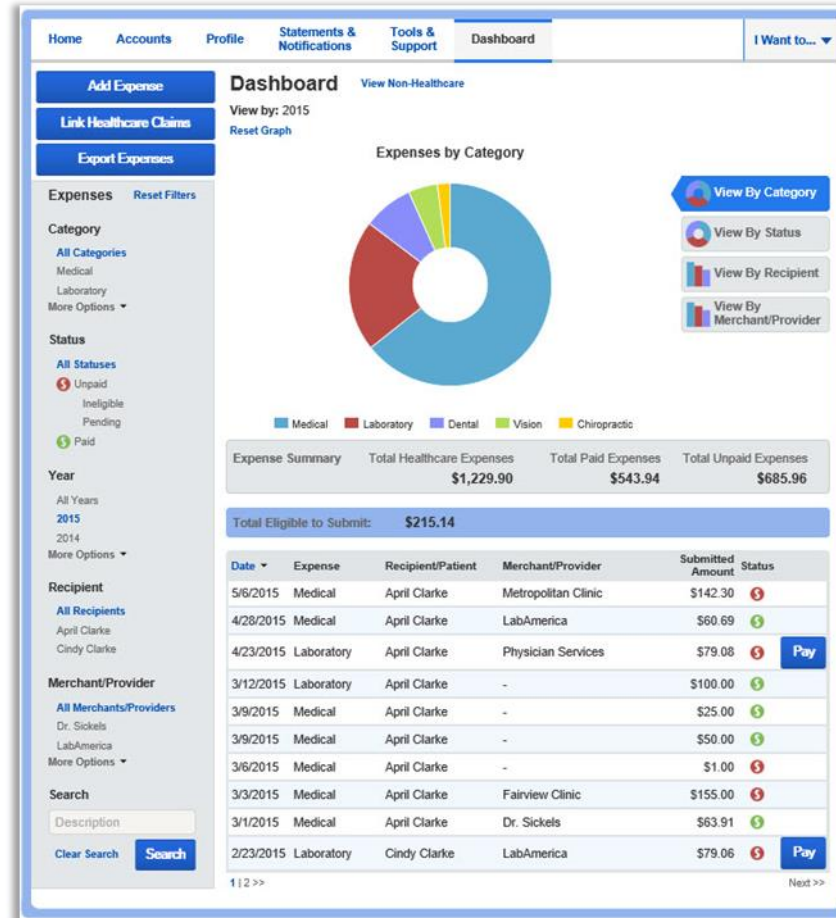 Home Accounts Profile Statements & Notifications Tools & Support Dashboard I Want to...
Add Expense
Link Healthcare Claims
Export Expenses
Expenses Reset Filters
Category
All Categories
Medical
Laboratory
More Options
Status
All Statuses
Unpaid
Ineligible
Pending
Paid
Year
All Years
2015
2014
More Options
Recipient
All Recipients
April Clarke
Cindy Clarke
Merchant/Provider
All Merchants/Providers
Dr. Sickels
LabAmerica
More Options
Search
Description
Clear Search Search
Dashboard View Non-Healthcare
View by: 2015
Reset Graph
Expenses by Category
View By Category
View By Status
View By Recipient
View By
Merchant/Provider
Medical Laboratory Dental Vision Chiropractic
Expense Summary Total Healthcare Expenses Total Paid Expenses Total Unpaid Expenses
$1,229.90 $543.94 $685.96
Total Eligible to Submit: $215.14
Date Expense Recipient/Patient Merchant/Provider Submitted Amount Status
5/6/2015 Medical April Clarke Metropolitan Clinic $142.30
4/28/2015 Medical April Clarke LabAmerica $60.69
4/23/2015 Laboratory April Clarke Physician Services $79.08 Pay
3/12/2015 Laboratory April Clarke - $100.00
3/9/2015 Medical April Clarke - $25.00
3/9/2015 Medical April Clarke - $50.00
3/6/2015 Medical April Clarke - $1.00
3/3/2015 Medical April Clarke Fairview Clinic $155.00
3/1/2015 Medical April Clarke Dr. Sickels $63.91
2/23/2015 Laboratory Cindy Clarke LabAmerica $79.06 Pay
1 | 2 >> Next >>